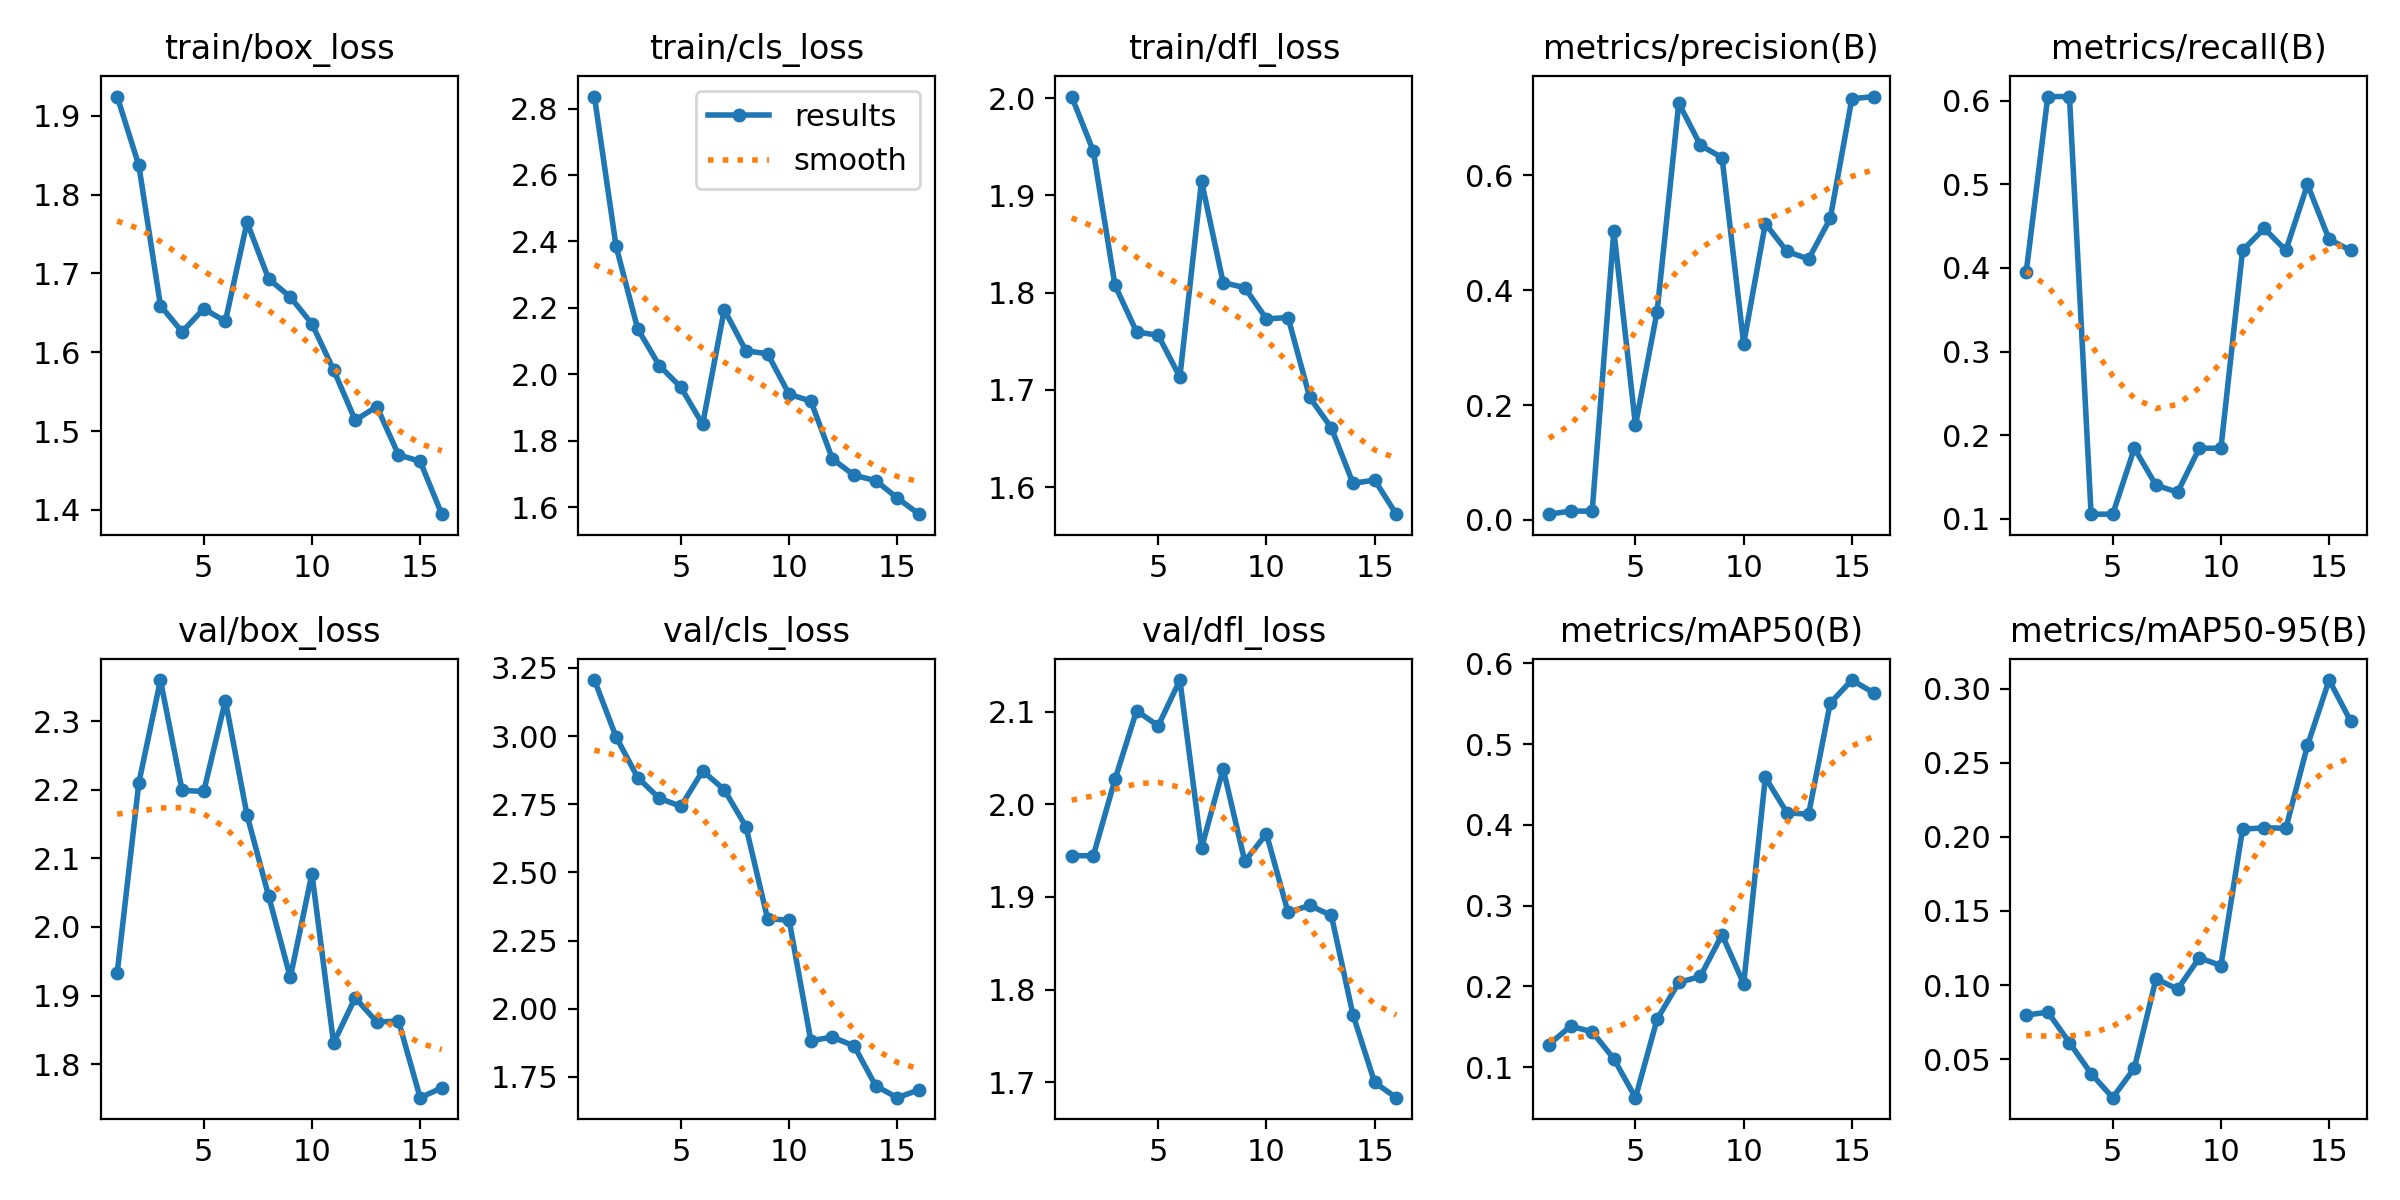 train/box_loss
1.9
1.8
1.7
1.6
1.5
1.4
5 10 15
train/cls_loss
results
smooth
2.8
2.6
2.4
2.2
2.0
1.8
1.6
5 10 15
train/dfl_loss
2.0
1.9
1.8
1.7
1.6
5 10 15
metrics/precision(B)
0.6
0.4
0.2
0.0
5 10 15
metrics/recall(B)
0.6
0.5
0.4
0.3
0.2
0.1
5 10 15
val/box_loss
2.3
2.2
2.1
2.0
1.9
1.8
5 10 15
val/cls_loss
3.25
3.00
2.75
2.50
2.25
2.00
1.75
5 10 15
val/dfl_loss
2.1
2.0
1.9
1.8
1.7
5 10 15
metrics/mAP50(B)
0.6
0.5
0.4
0.3
0.2
0.1
5 10 15
metrics/mAP50-95(B)
0.30
0.25
0.20
0.15
0.10
0.05
5 10 15